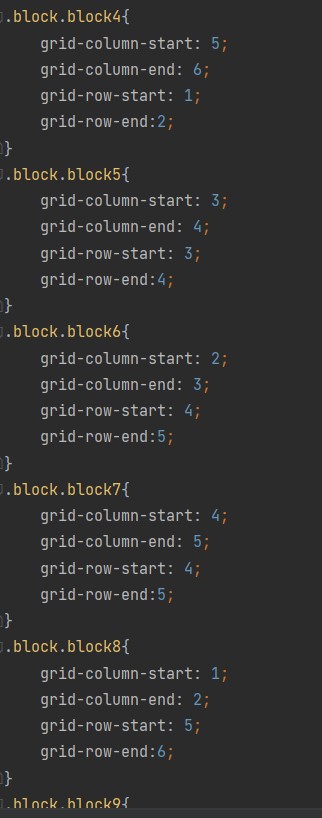 .block.block4{
grid-column-start: 5;
grid-column-end: 6;
grid-row-start: 1;
grid-row-end:2;
}
.block.block5{
grid-column-start: 3;
grid-column-end: 4;
grid-row-start: 3;
grid-row-end:4;
}
.block.block6{
grid-column-start: 2;
grid-column-end: 3;
grid-row-start: 4;
grid-row-end:5;
}
.block.block7{
grid-column-start: 4;
grid-column-end: 5;
grid-row-start: 4;
grid-row-end:5;
}
.block.block8{
grid-column-start: 1;
grid-column-end: 2;
grid-row-start: 5;
grid-row-end:6;
}
.block.block9{